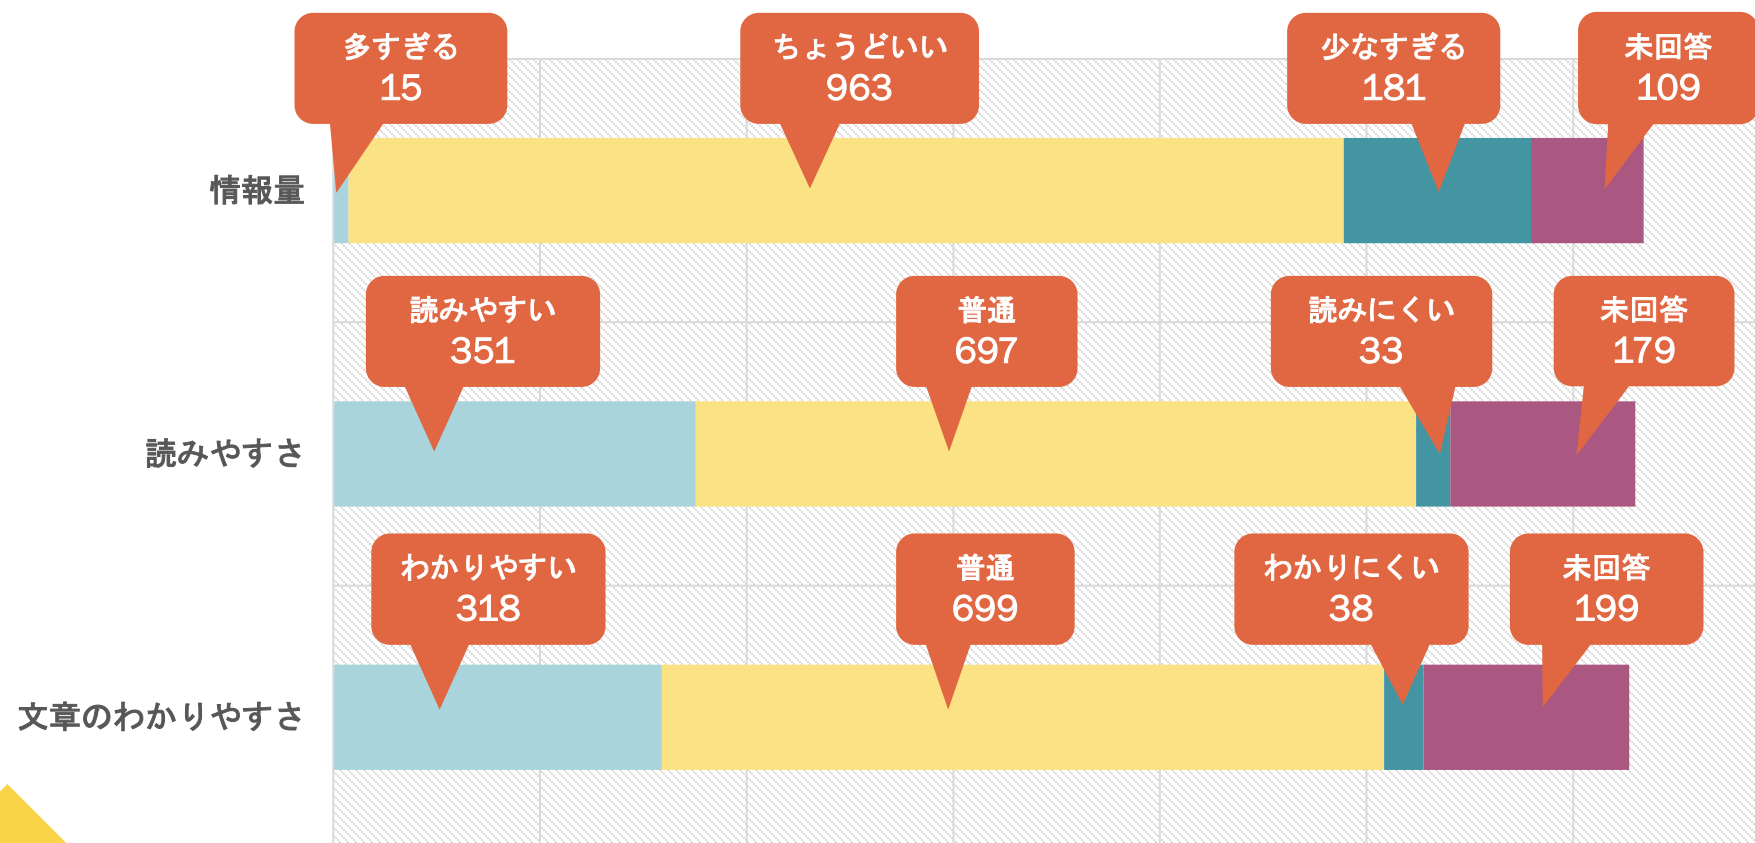 多すぎる
15
ちょうどいい
963
少なすぎる
181
未回答
109
情報量
読みやすい
351
普通
697
読みにくい
33
未回答
179
読みやすさ
わかりやすい
318
普通
699
わかりにくい
38
未回答
199
文章のわかりやすさ